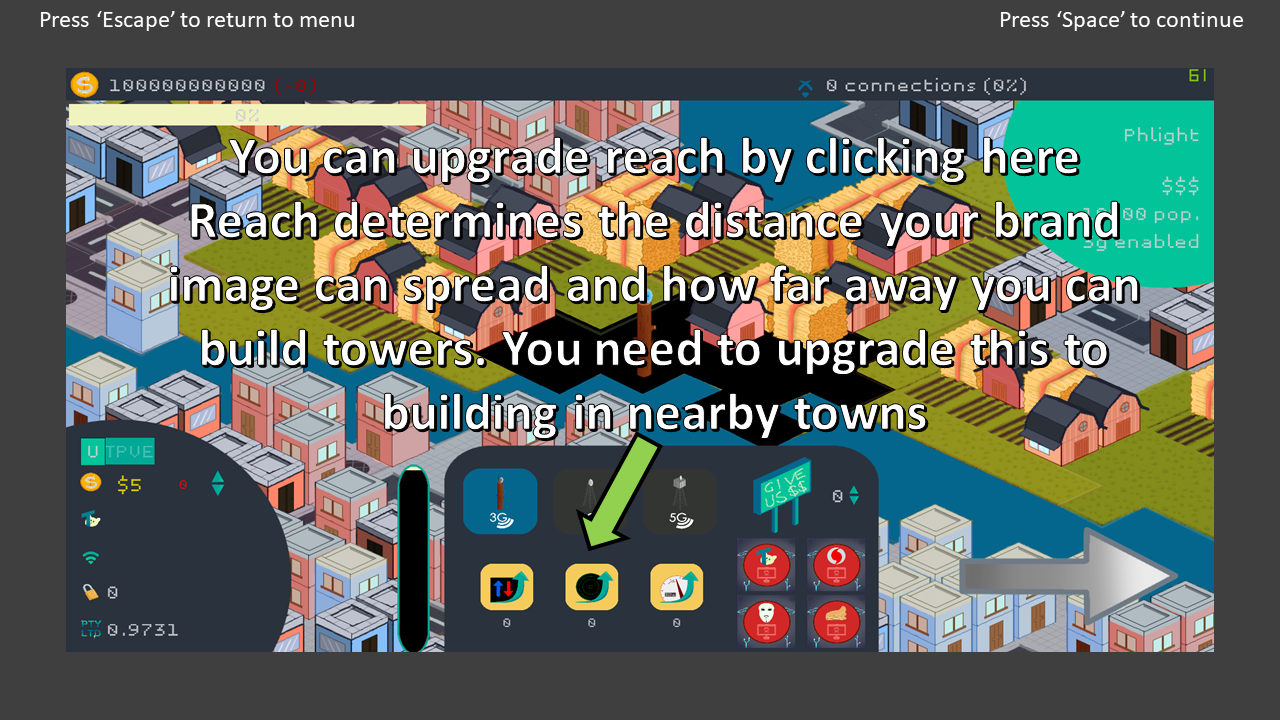 Press ‘Escape’ to return to menu
Press ‘Space’ to continue
100000000000 (-0)
0 connections (0%)
61
0%
Phlight
$$$
pop.
3g enabled
You can upgrade reach by clicking here
Reach determines the distance your brand
image can spread and how far away you can
build towers. You need to upgrade this to
building in nearby towns
U TPVE
$5 0
0
PTY LTD 0.9731
3G
5G
GIVE
US $$
0
0 0 0